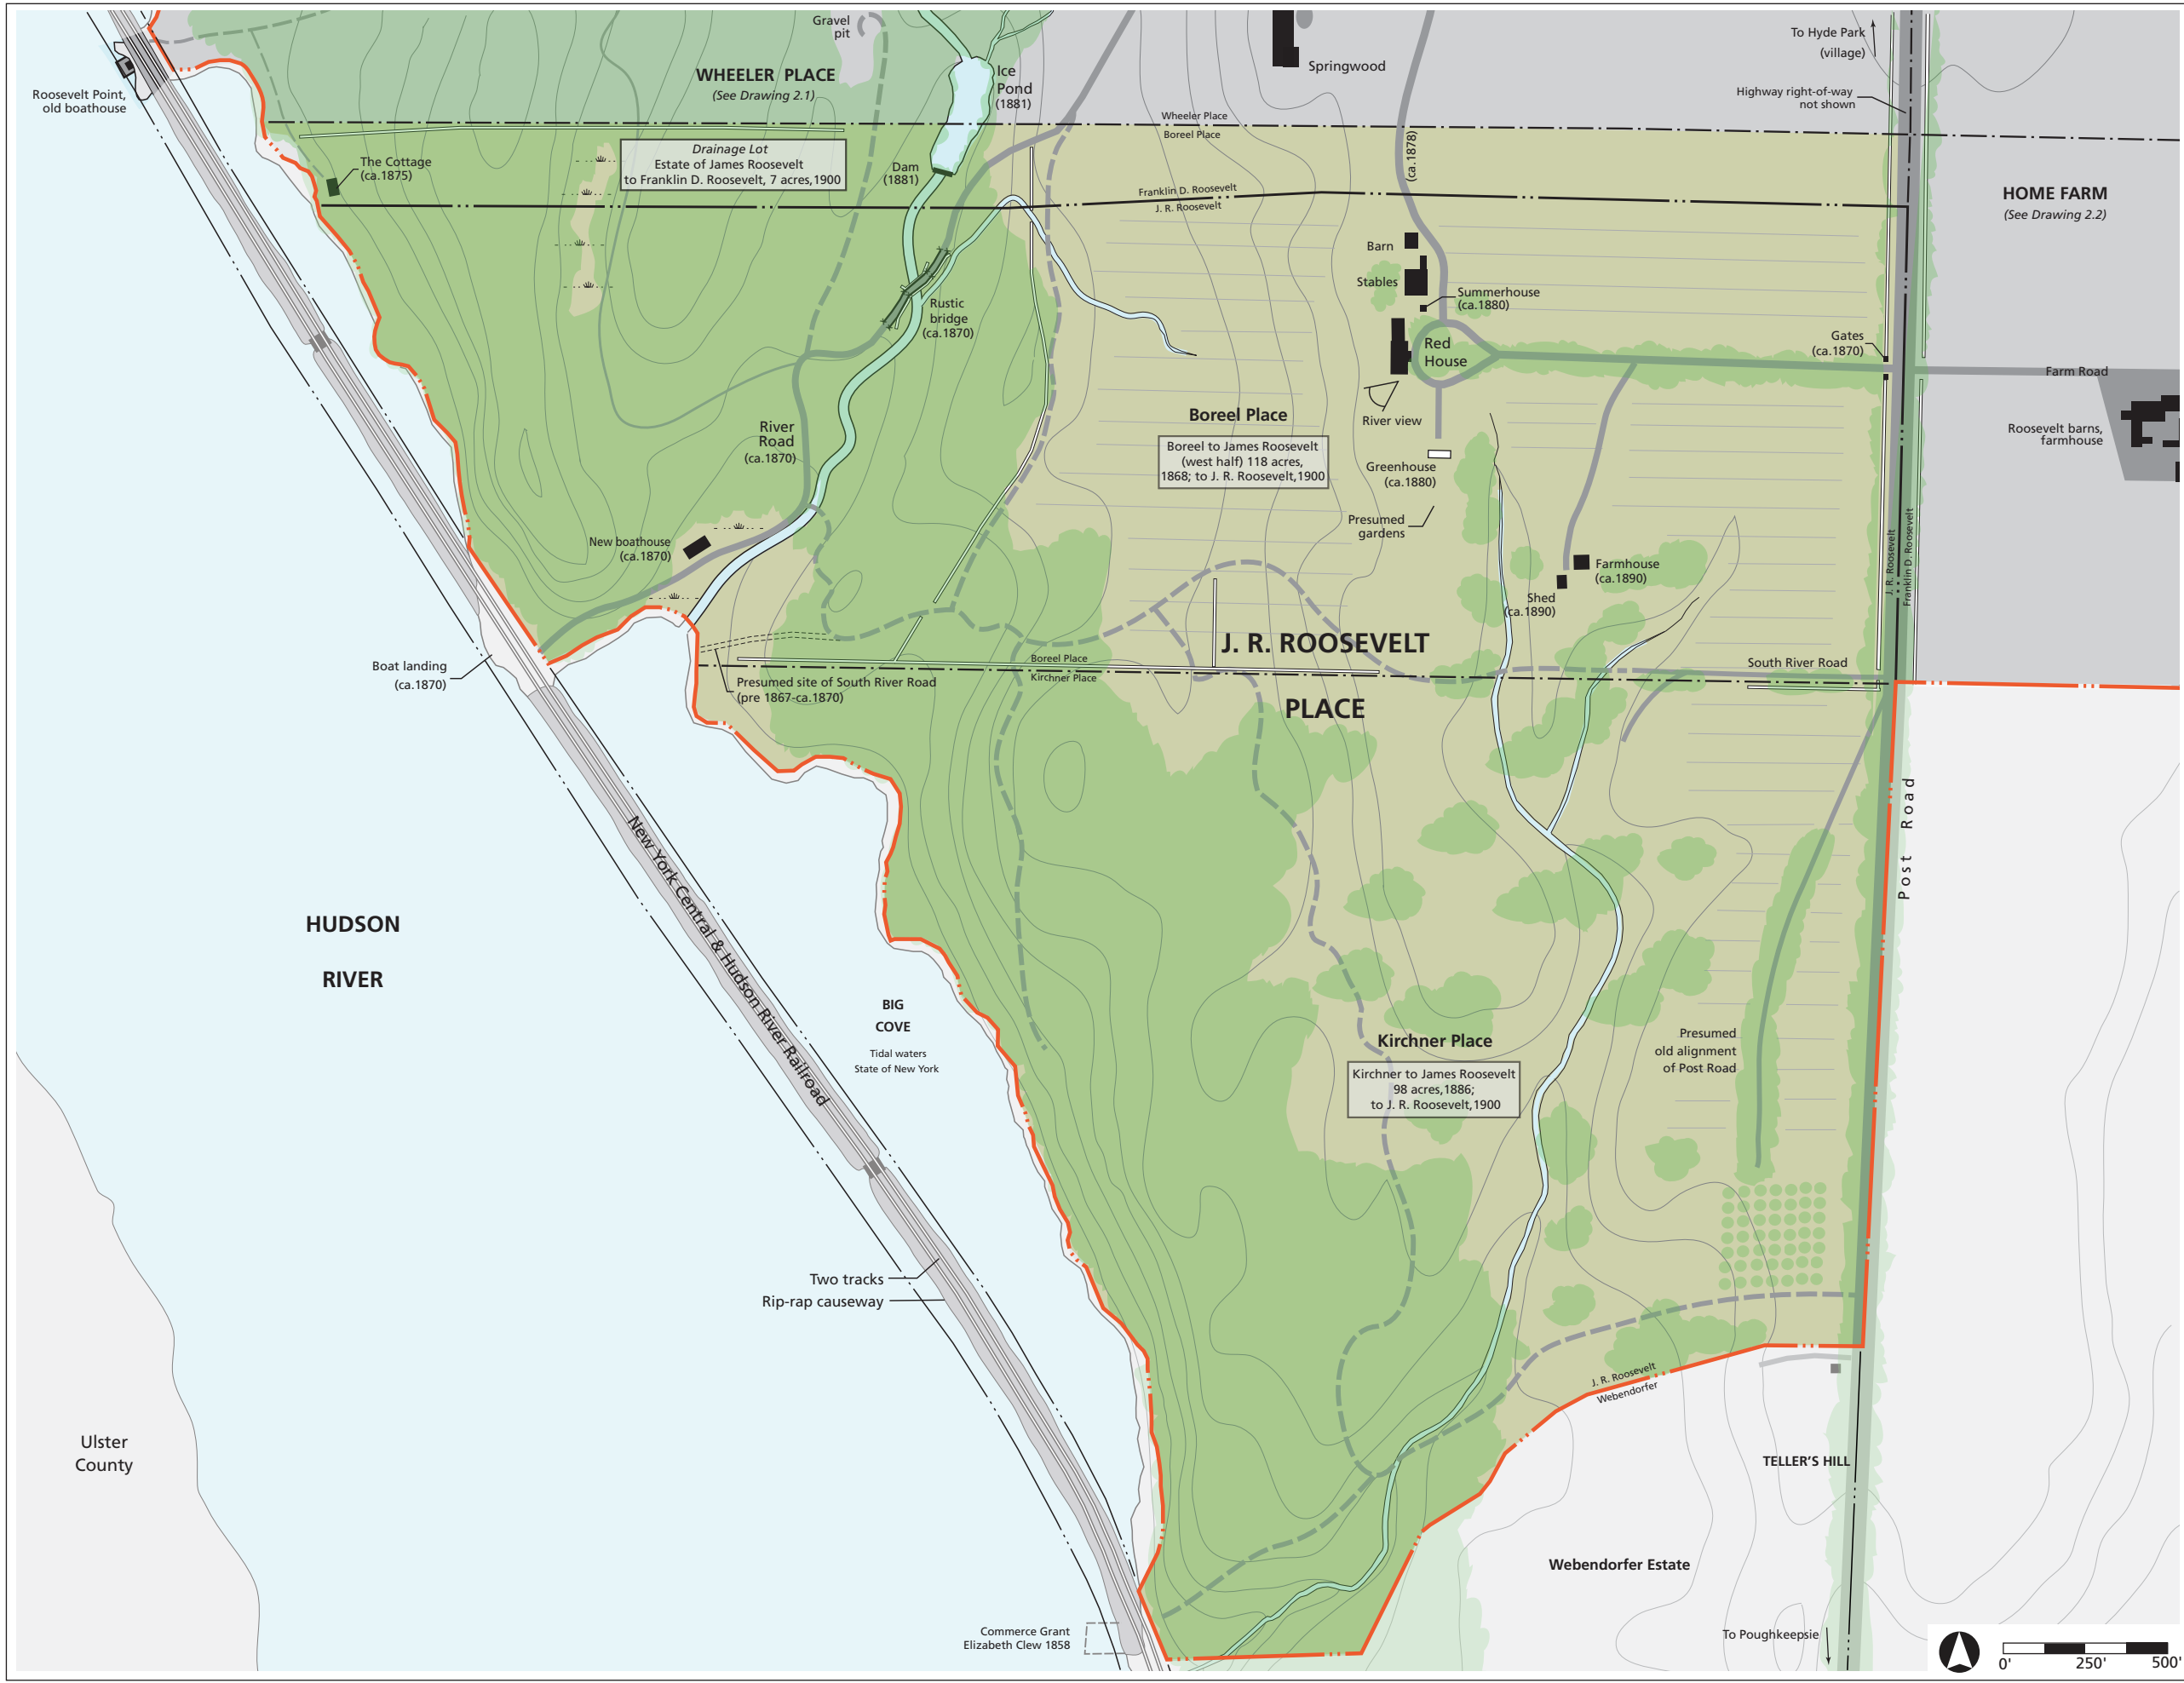 Gravel
pit
To Hyde Park
(village)
WHEELER PLACE
(See Drawing 2.1)
Ice
Pond
(1881)
Springwood
Roosevelt Point,
old boathouse
Highway right-of-way
not shown
Wheeler Place
Boreel Place
(ca.1878)
The Cottage
(ca.1875)
Drainage Lot
Estate of James Roosevelt
to Franklin D. Roosevelt, 7 acres,1900
Dam
(1881)
Franklin D. Roosevelt
J. R. Roosevelt
HOME FARM
(See Drawing 2.2)
Barn
Stables
Summerhouse
(ca.1880)
Rustic
bridge
(ca.1870)
Red
House
Gates
(ca.1870)
Farm Road
River view
Boreel Place
Boreel to James Roosevelt
(west half) 118 acres,
1868; to J. R. Roosevelt,1900
River
Road
(ca.1870)
Roosevelt barns,
farmhouse
Greenhouse
(ca.1880)
Presumed
gardens
New boathouse
(ca.1870)
Farmhouse
(ca.1890)
Shed
(ca.1890)
J. R. Roosevelt
Franklin D. Roosevelt
J. R. ROOSEVELT
PLACE
Boat landing
(ca.1870)
Boreel Place
Kirchner Place
South River Road
Presumed site of South River Road
(pre 1867-ca.1870)
Post Road
New York Central & Hudson River Railroad
HUDSON
RIVER
BIG
COVE
Tidal waters
State of New York
Kirchner Place
Kirchner to James Roosevelt
98 acres,1886;
to J. R. Roosevelt,1900
Presumed
old alignment
of Post Road
Two tracks
Rip-rap causeway
J. R. Roosevelt
Webendorfer
Ulster
County
TELLER'S HILL
Webendorfer Estate
Commerce Grant
Elizabeth Clew 1858
To Poughkeepsie
0' 250' 500'